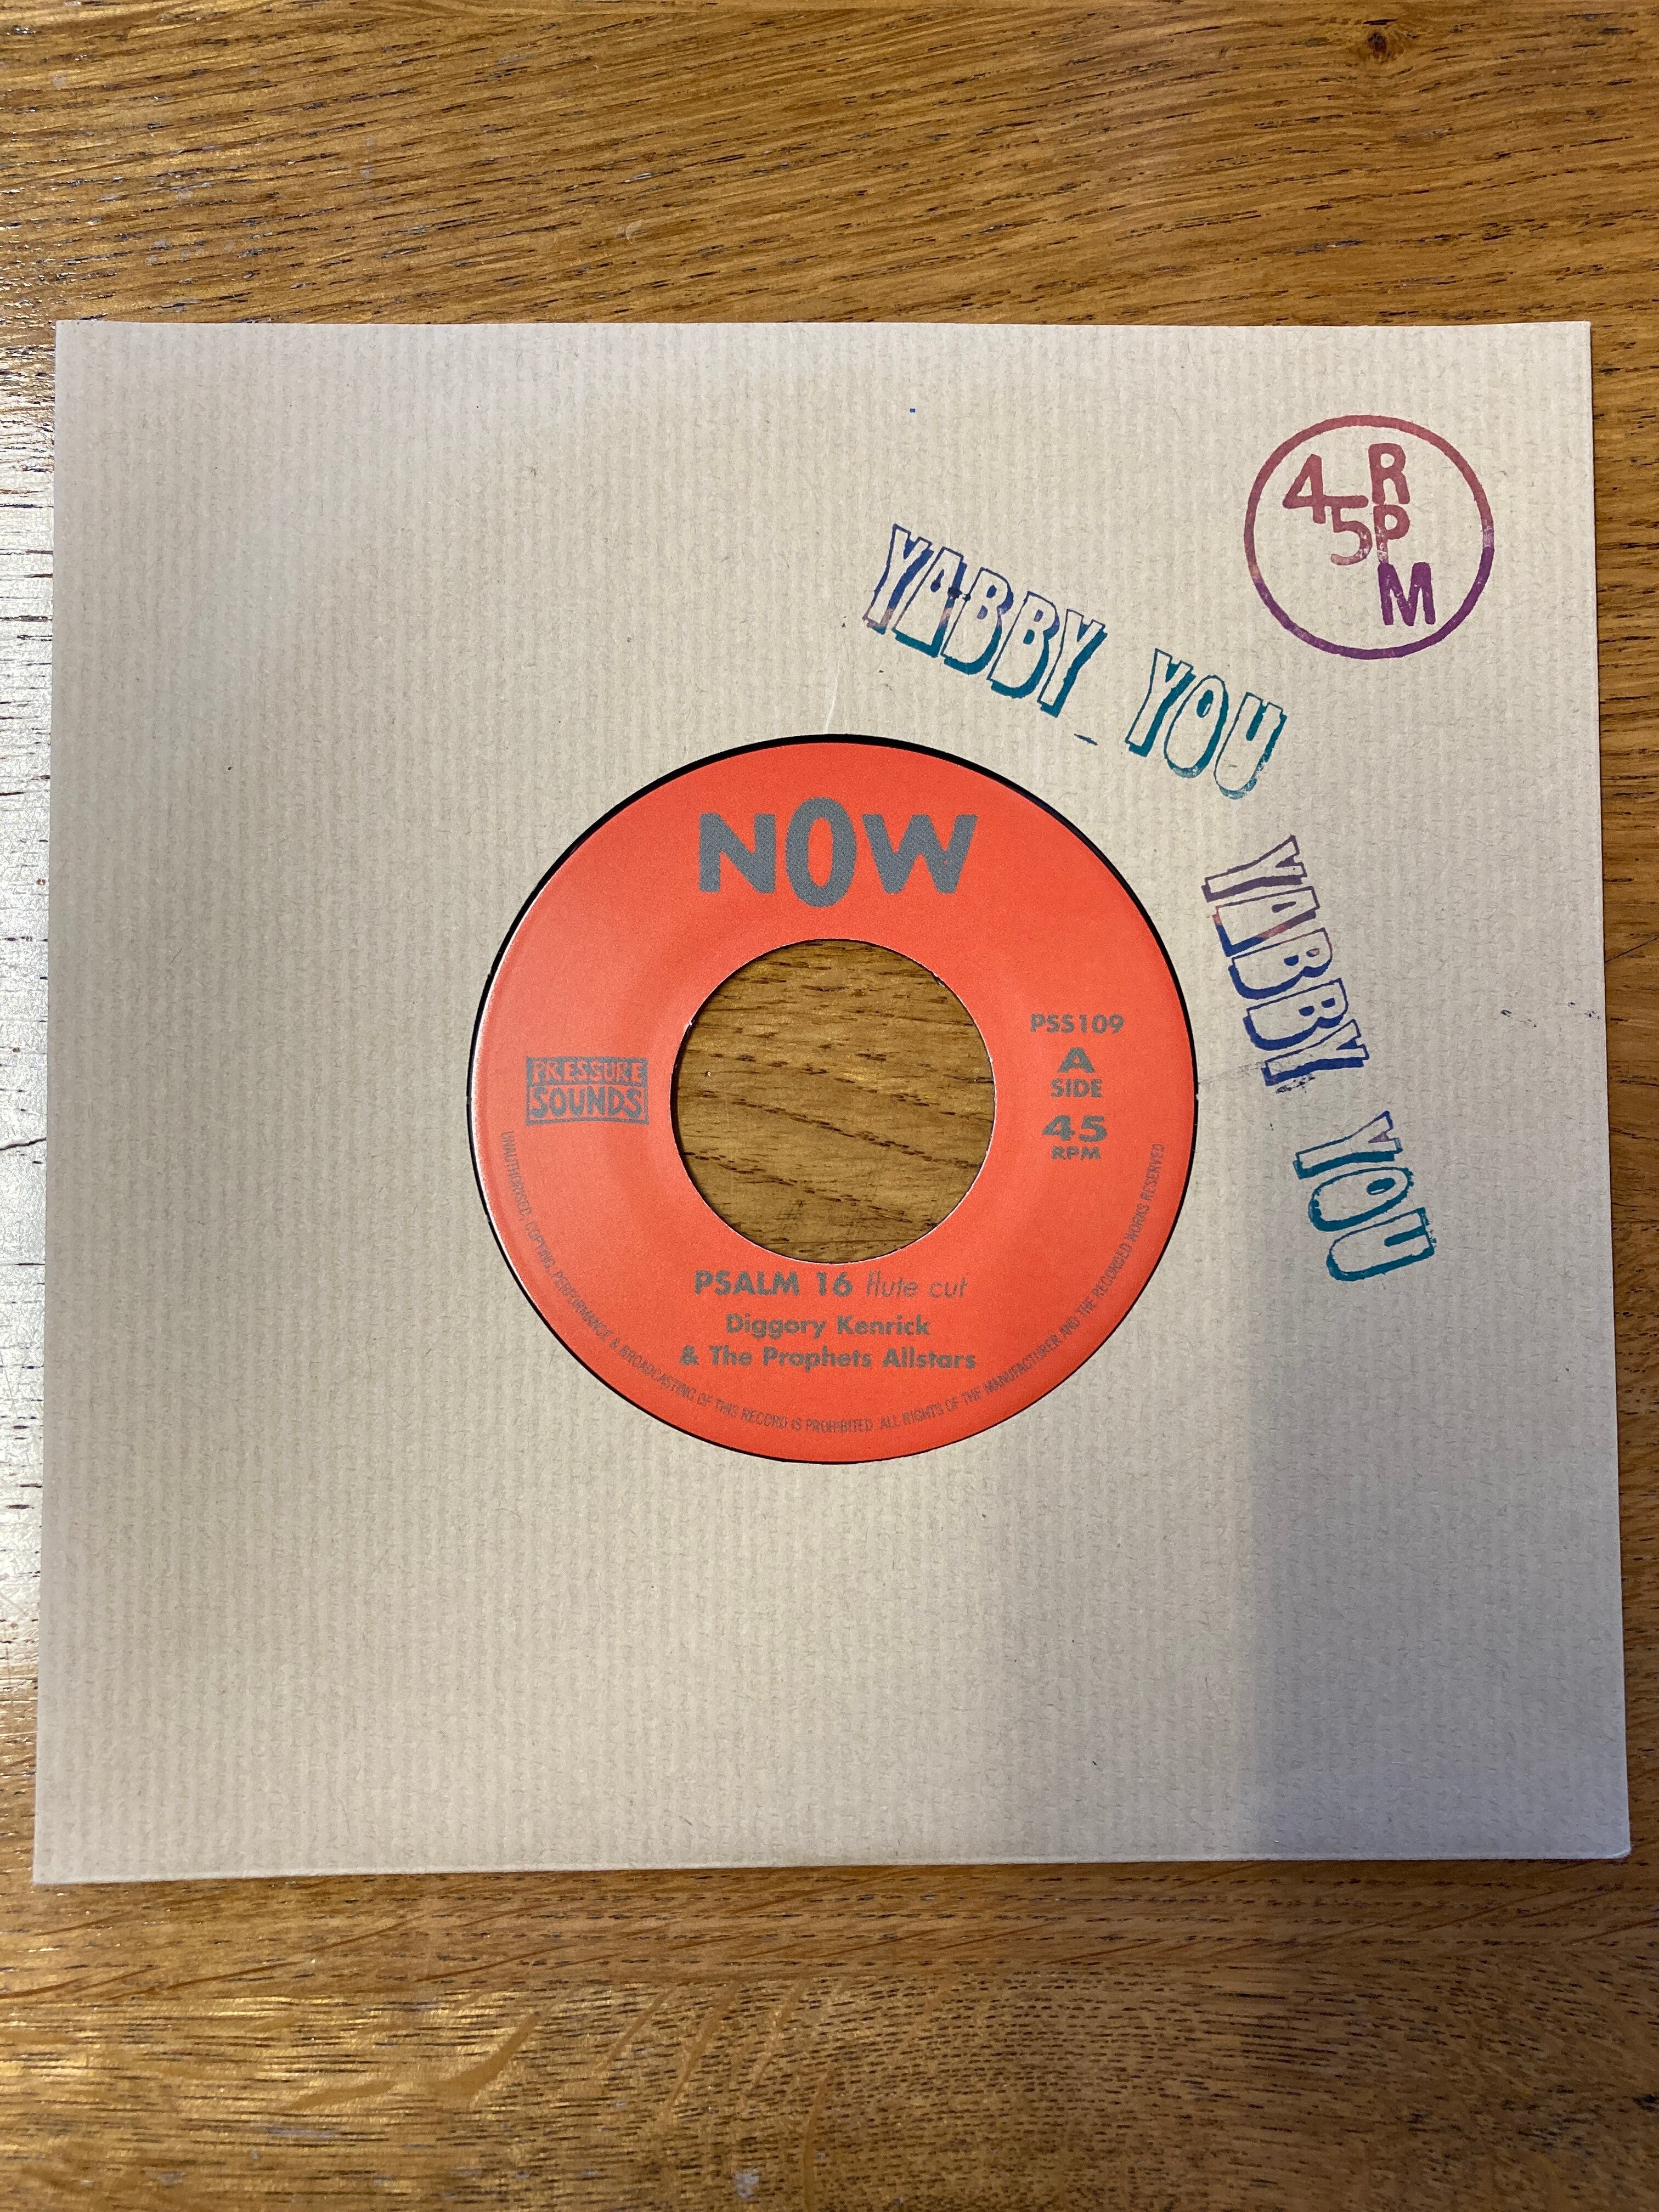 45 RPM
YABBY YOU
YABBY YOU
NOW
PRESSURE
SOUNDS
PSS109
A
SIDE
45
RPM
PSALM 16 flute cut
Diggory Kenrick
& The Prophets Allstars
UNAUTHORISED, COPYING, PERFORMANCE & BROADCASTING OF THIS RECORD IS PROHIBITED. ALL RIGHTS OF THE MANUFACTURER AND THE RECORDED WORKS RESERVED